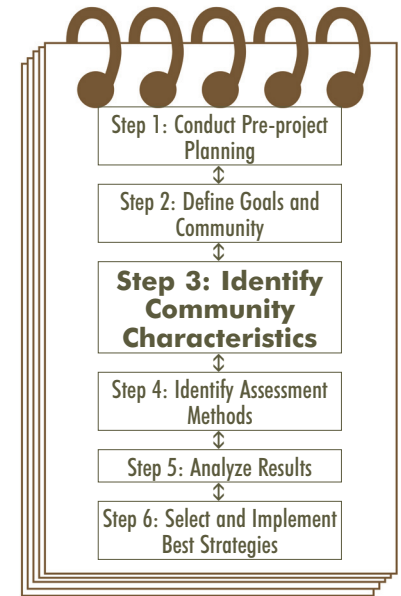 Step 1: Conduct Pre-project
Planning
Step 2: Define Goals and
Community
Step 3: Identify
Community
Characteristics
Step 4: Identify Assessment
Methods
Step 5: Analyze Results
Step 6: Select and Implement
Best Strategies